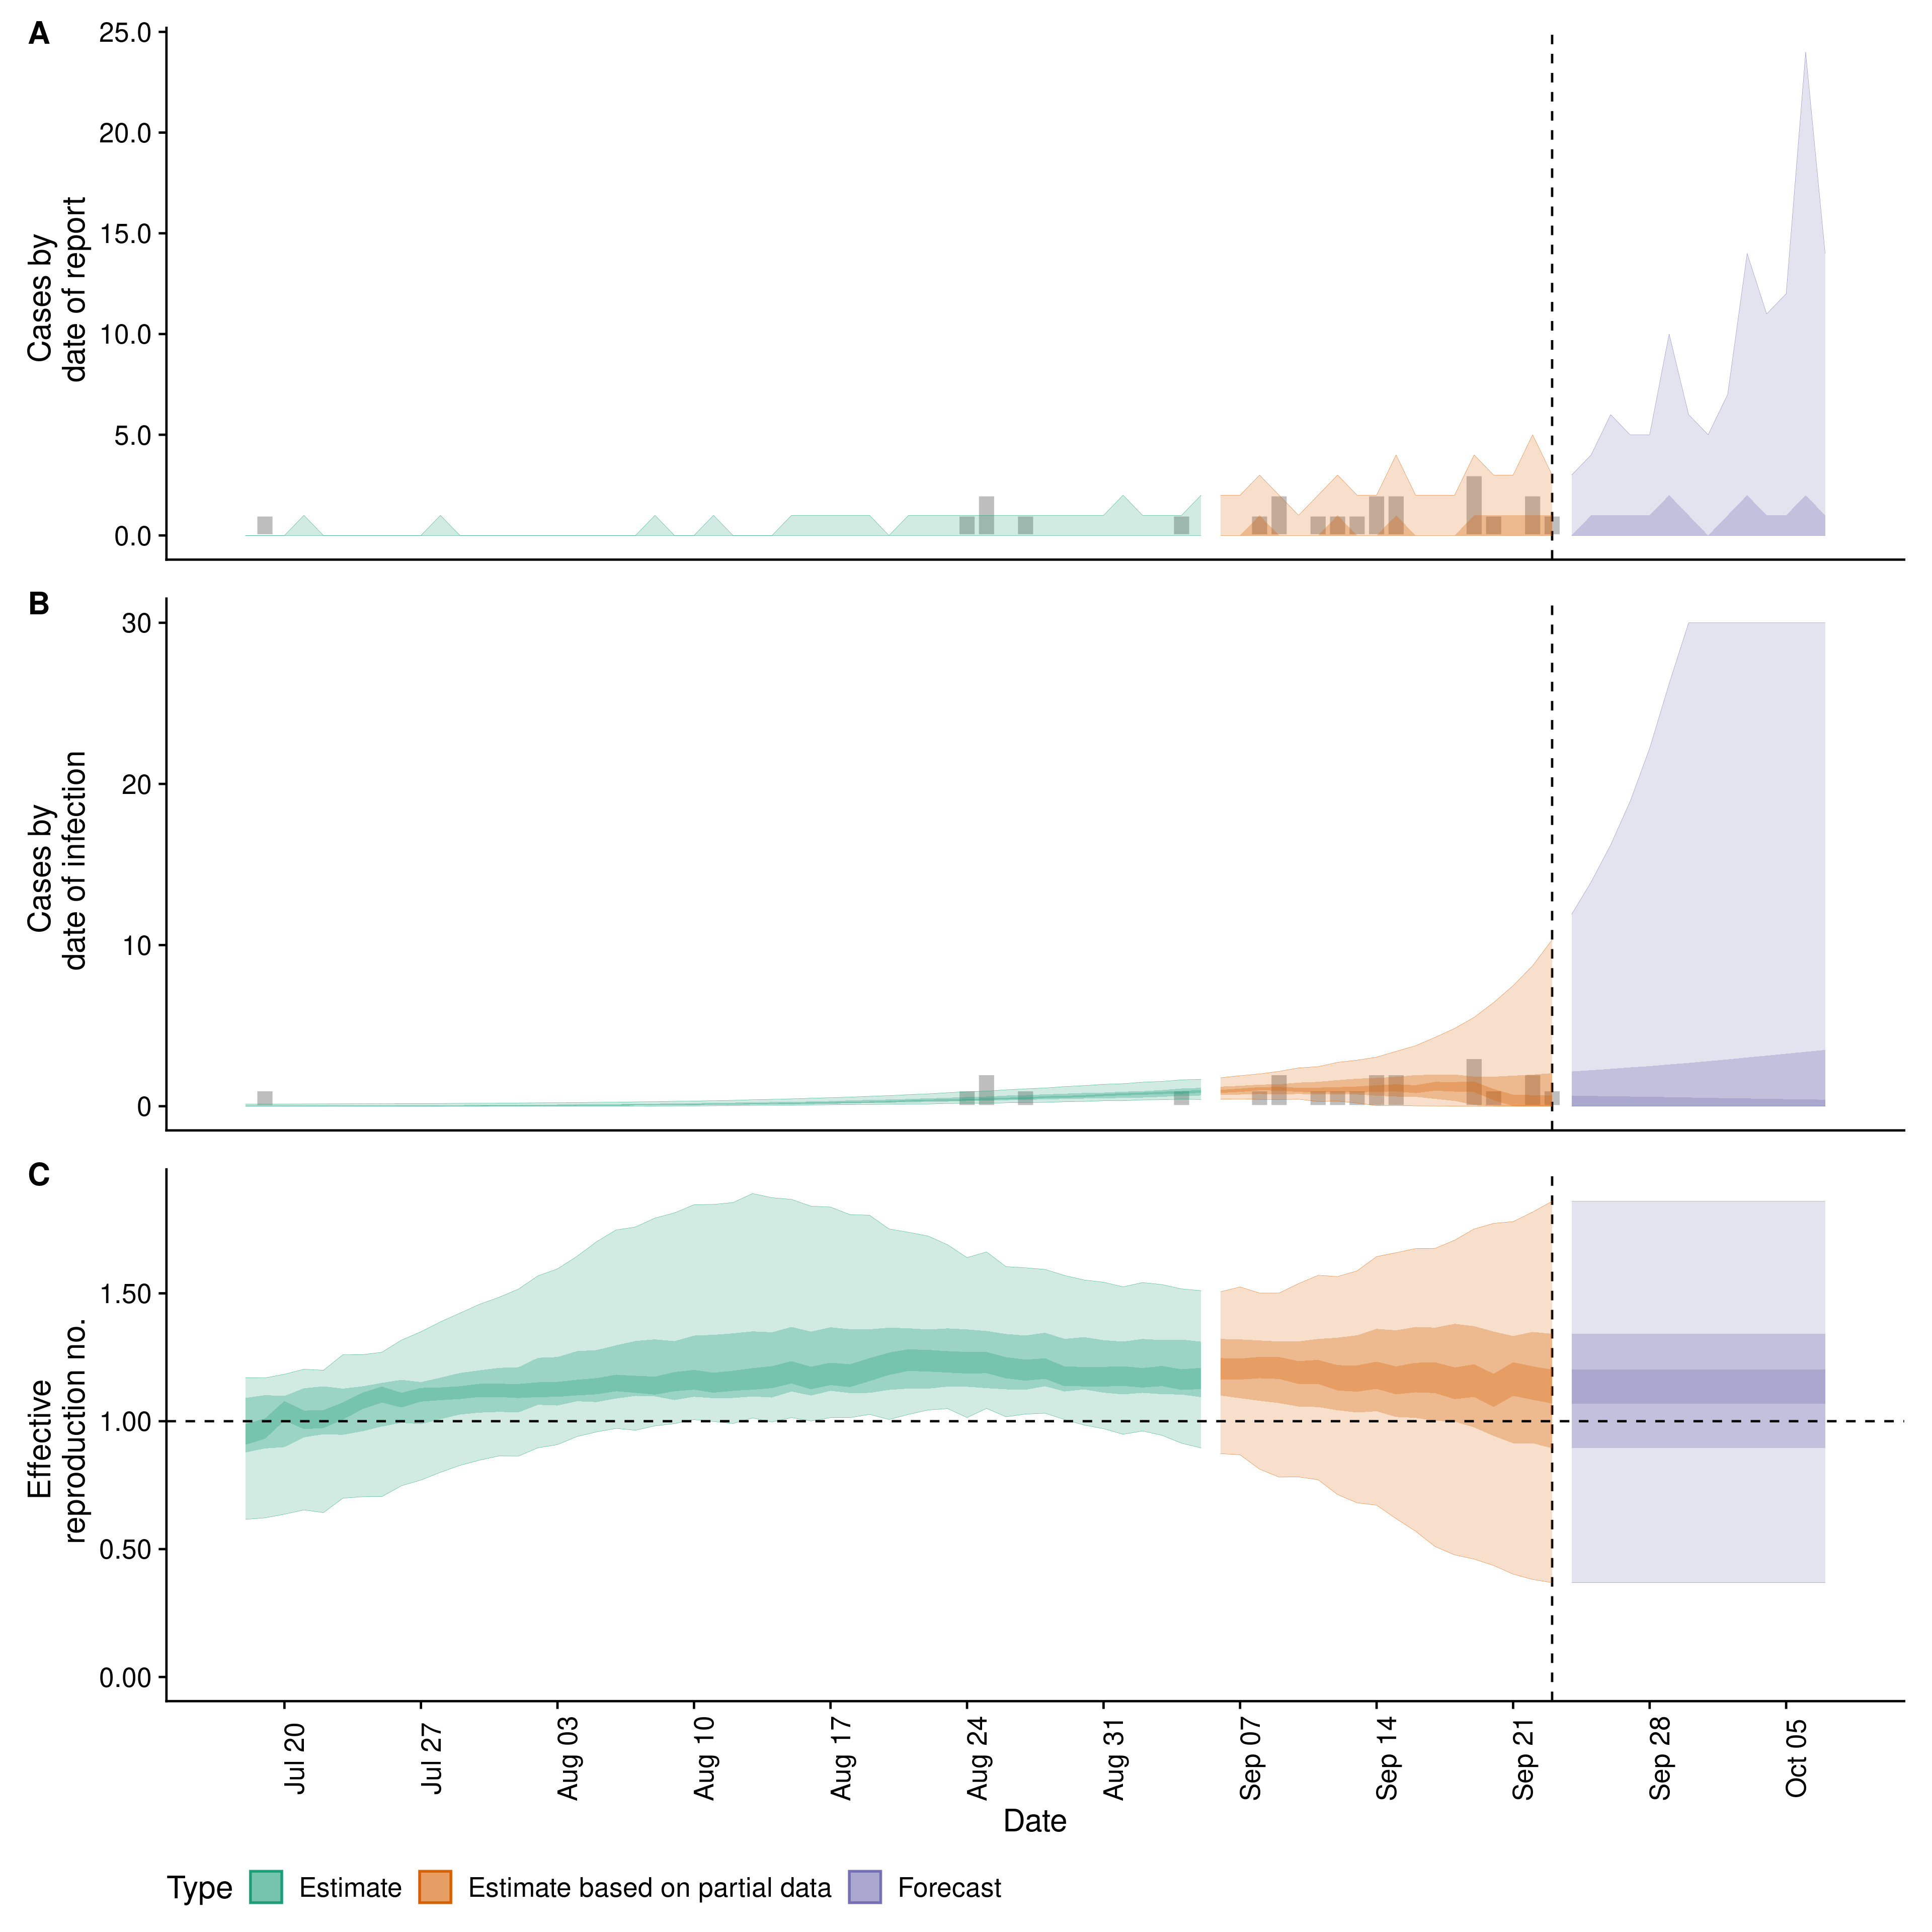 A
25.0
20.0
15.0
10.0
5.0
0.0
Cases by
date of report
B
30
20
10
0
Cases by
date of infection
C
1.50
1.00
0.50
0.00
Effective
reproduction no.
Jul 20
Jul 27
Aug 03
Aug 10
Aug 17
Aug 24
Aug 31
Sep 07
Sep 14
Sep 21
Sep 28
Oct 05
Date
Type
Estimate
Estimate based on partial data
Forecast